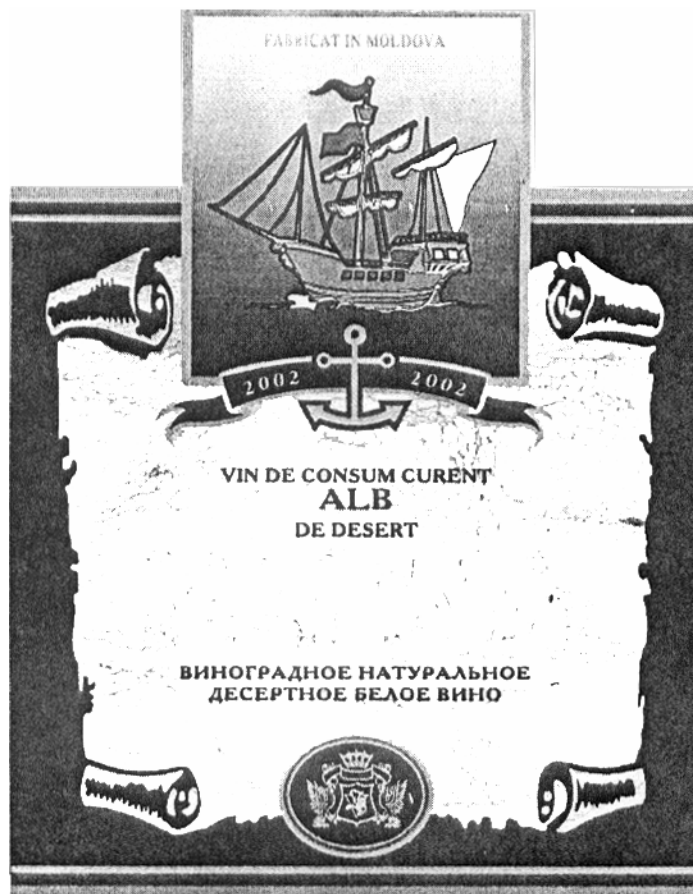 FABRICAT IN MOLDOVA
2002 2002
VIN DE CONSUM CURENT
ALB
DE DESERT
ВИНОГРАДНОЕ НАТУРАЛЬНОЕ
ДЕСЕРТНОЕ БЕЛОЕ ВИНО